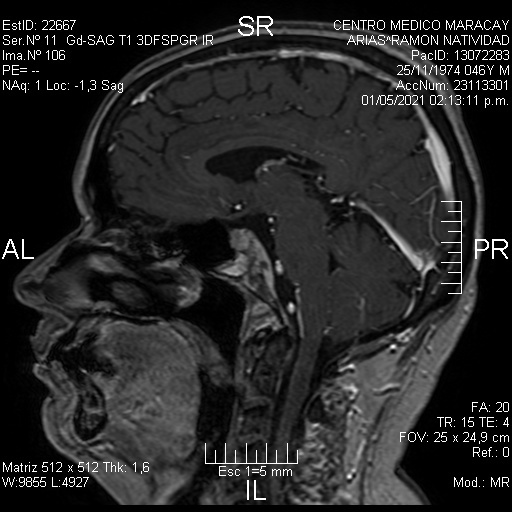 EstID: 22667
Ser.Nº 11 Gd-SAG T1 3DFSPGR IR
Ima.Nº 106
PE= --
NAq: 1 Loc: -1,3 Sag
SR
CENTRO MEDICO MARACAY
ARIAS^RAMON NATIVIDAD
PacID: 13072283
25/11/1974 046Y M
AccNum: 23113301
01/05/2021 02:13:11 p.m.
AL
PR
Matriz 512 x 512 Thk: 1,6
W:9855 L:4927
Esc 1=5 mm
IL
FA: 20
TR: 15 TE: 4
FOV: 25 x 24,9 cm
Ref.: 0
Mod.: MR